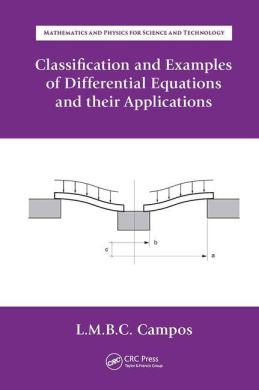 MATHEMATICS AND PHYSICS FOR SCIENCE AND TECHNOLOGY
Classification and Examples
of Differential Equations
and their Applications
b
c
a
L.M.B.C. Campos
CRC
CRC Press
Taylor & Francis Group